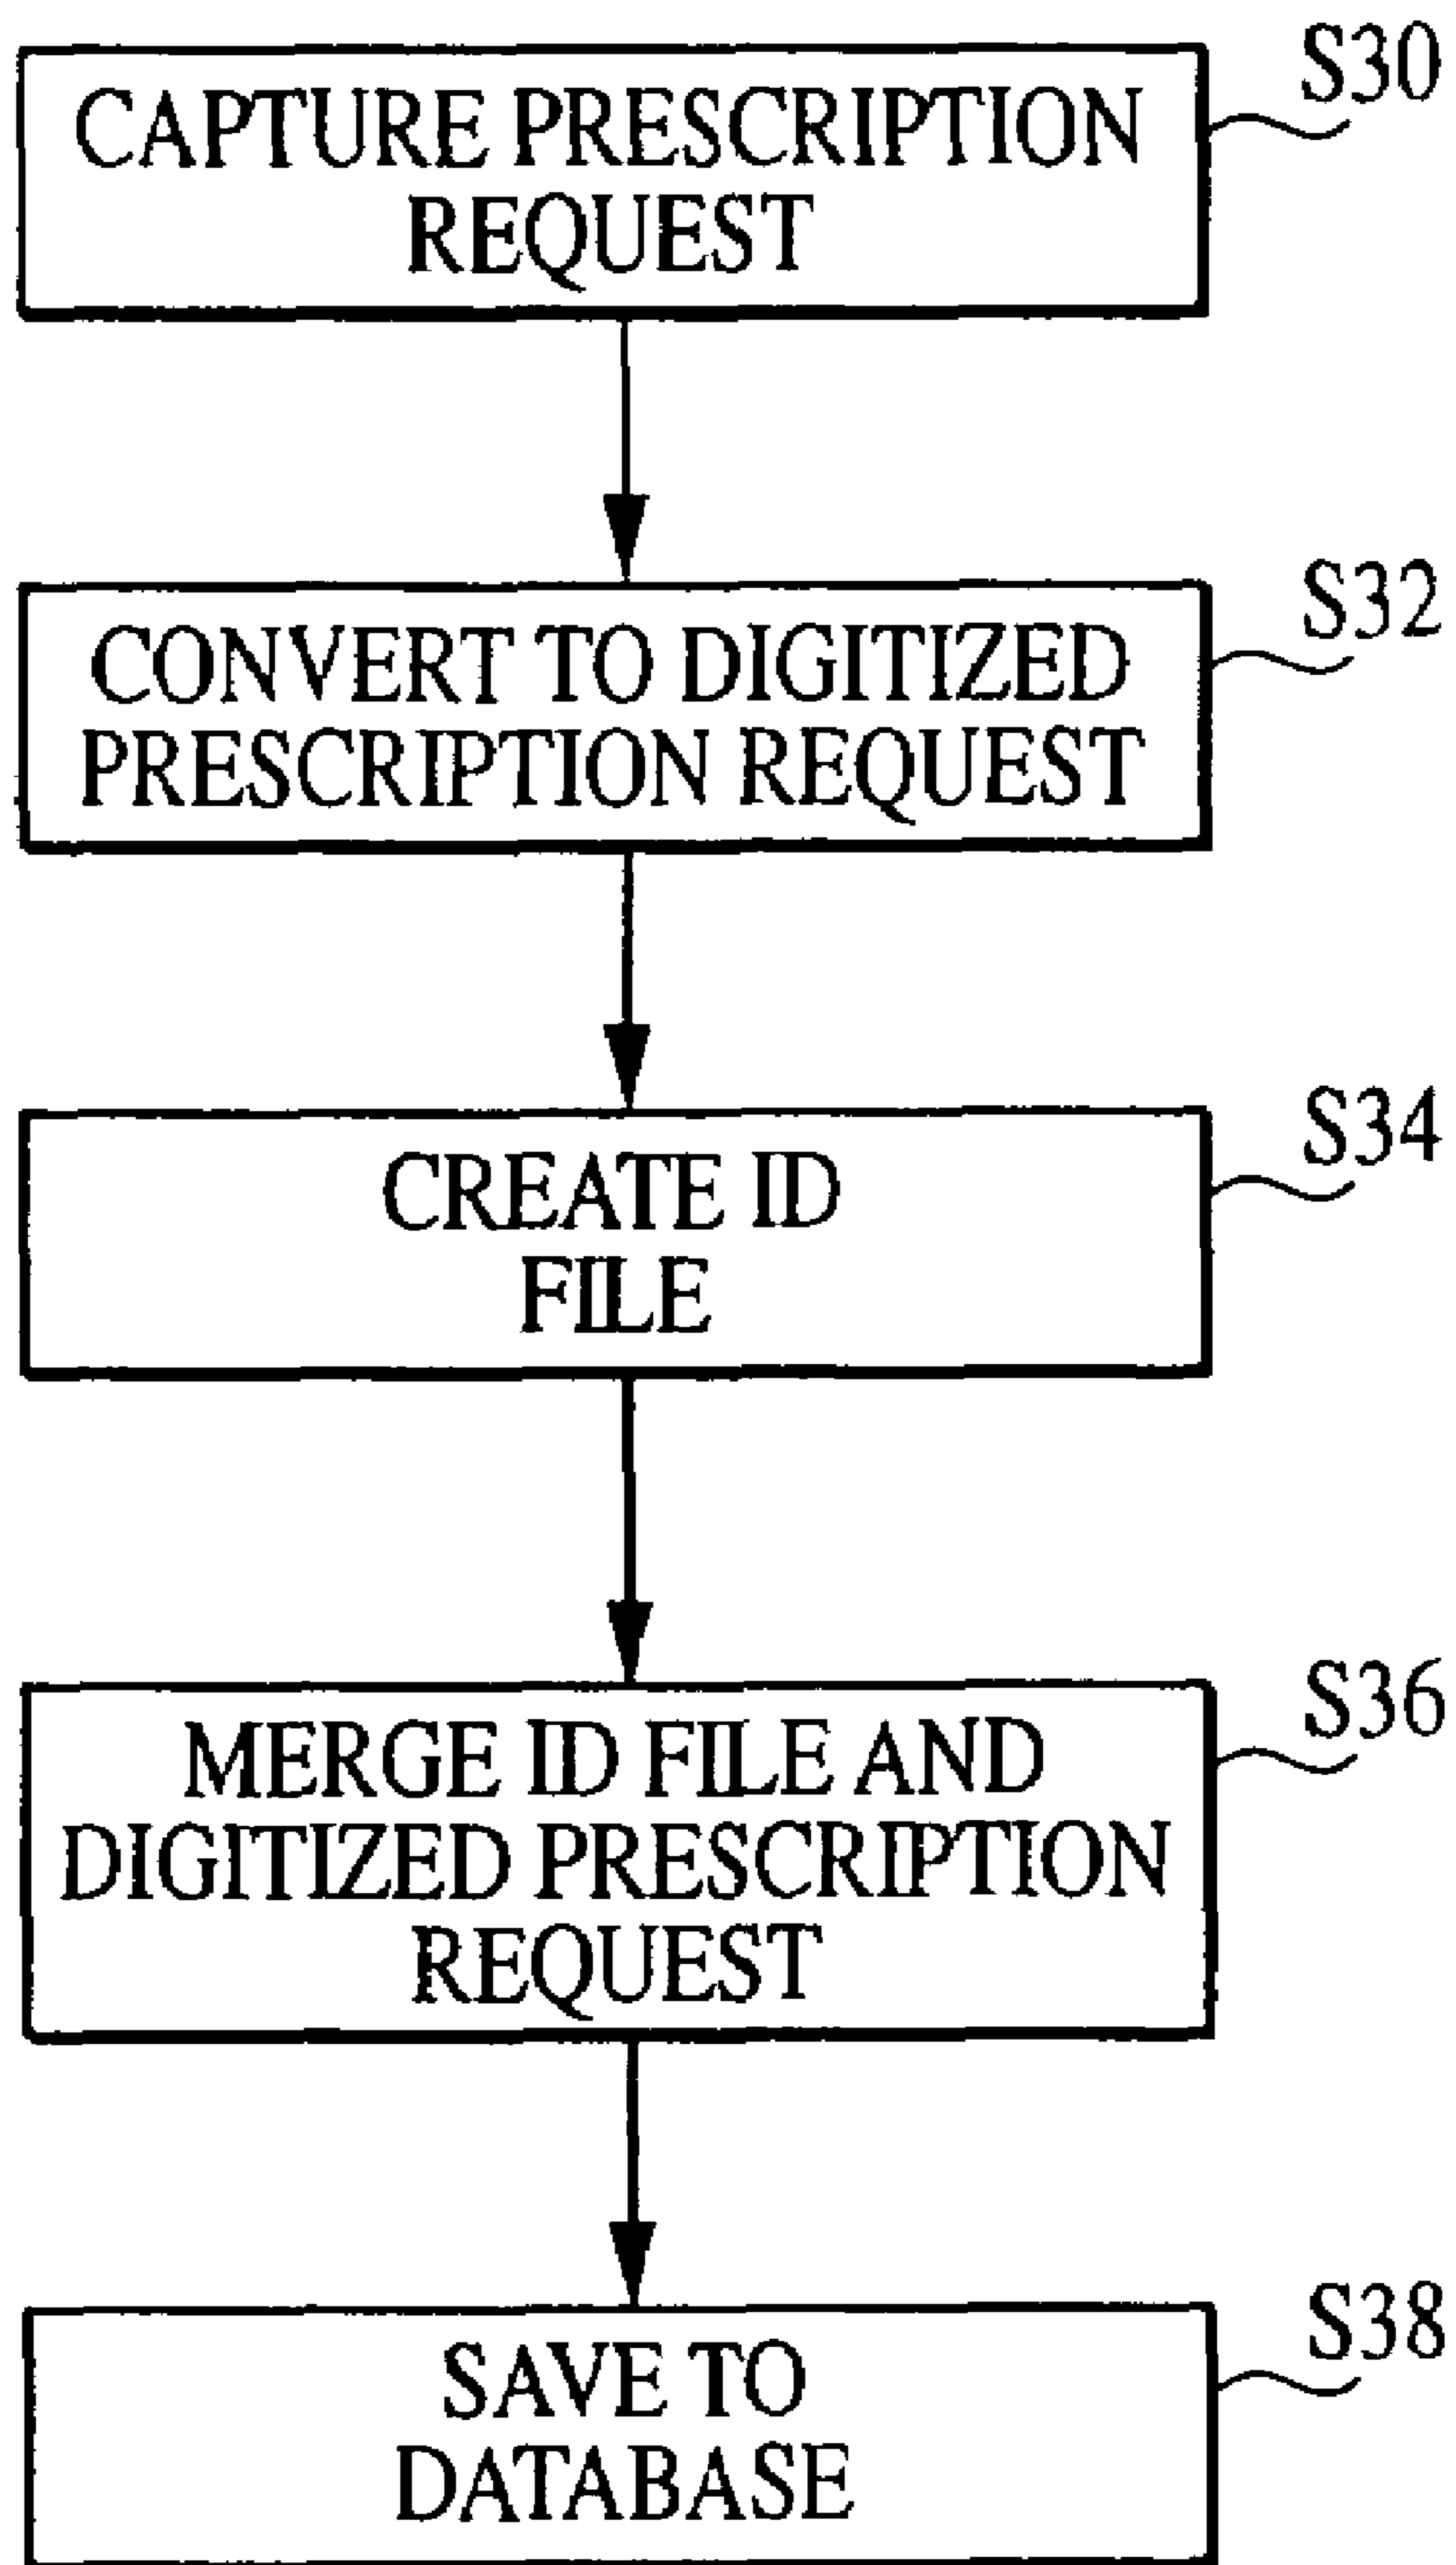 S30
CAPTURE PRESCRIPTION
REQUEST
S32
CONVERT TO DIGITIZED
PRESCRIPTION REQUEST
S34
CREATE ID
FILE
S36
MERGE ID FILE AND
DIGITIZED PRESCRIPTION
REQUEST
S38
SAVE TO
DATABASE